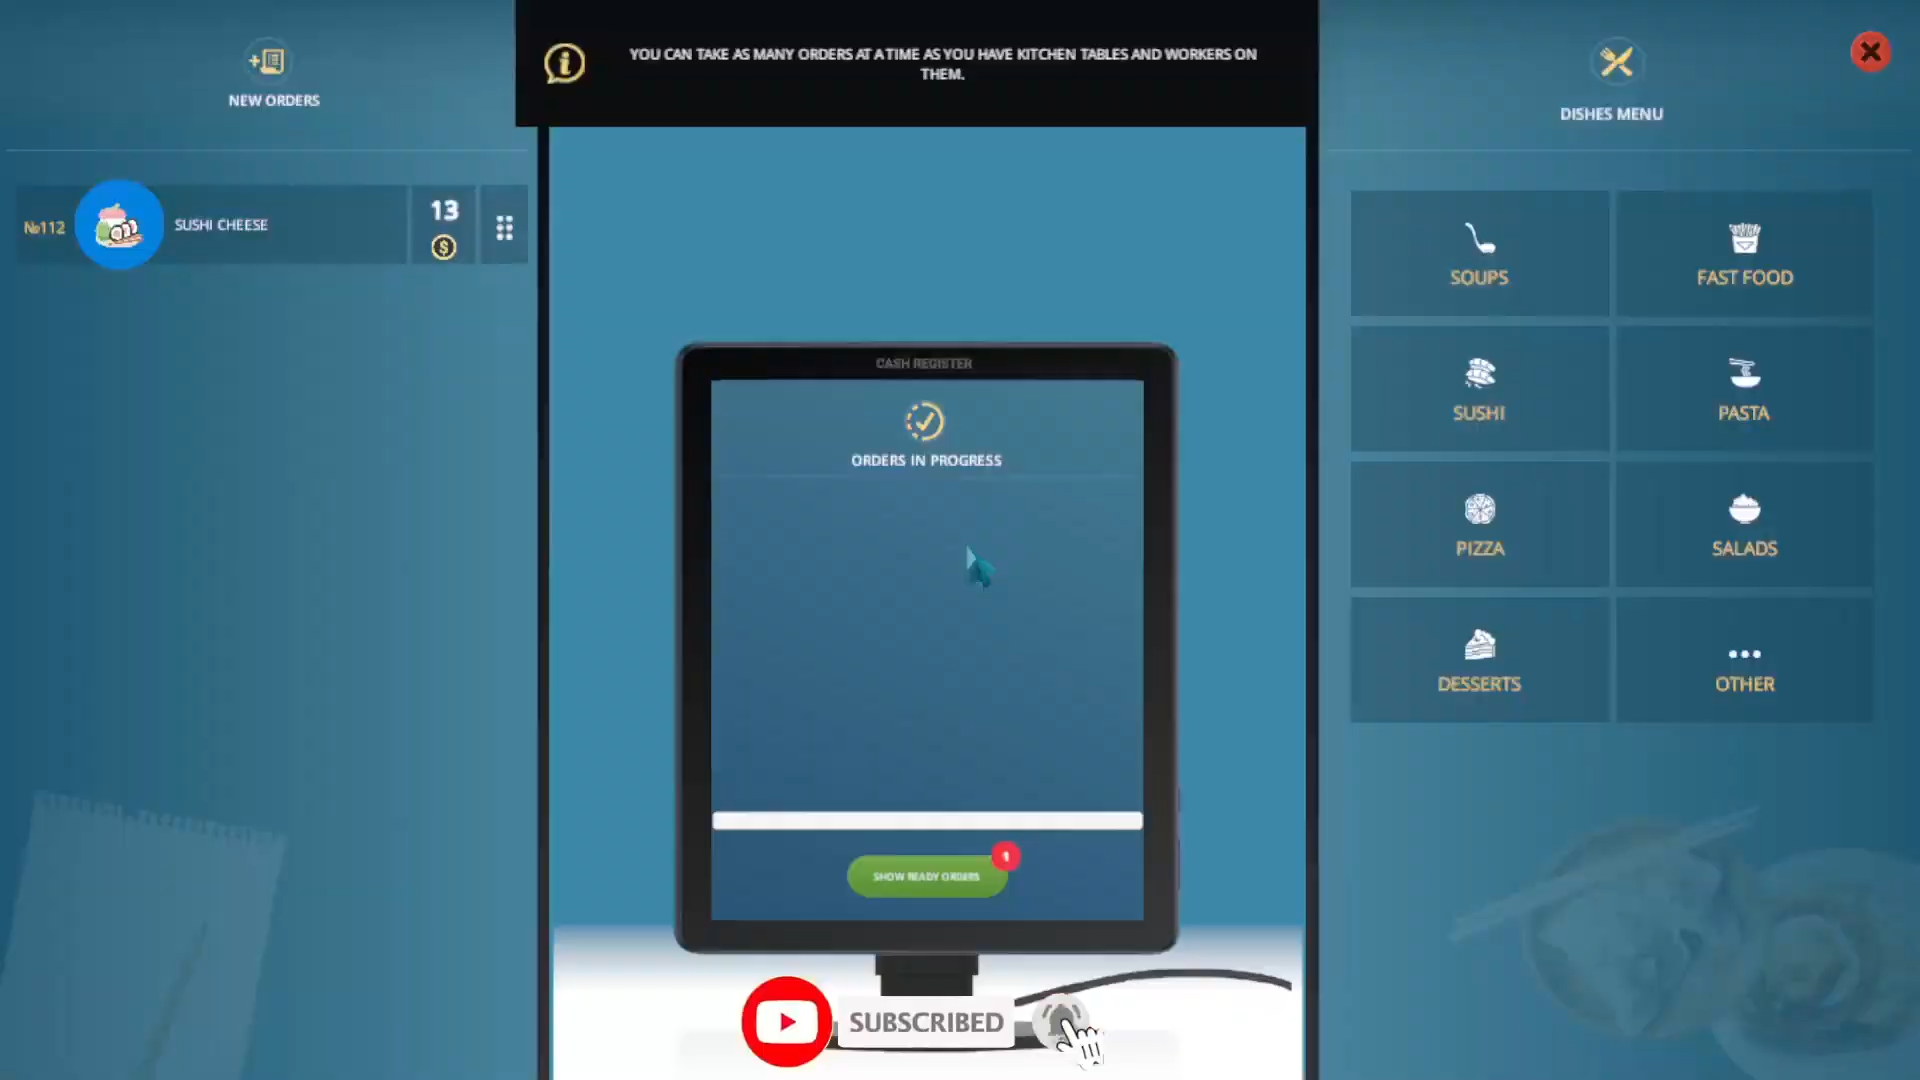 NEW ORDERS
YOU CAN TAKE AS MANY ORDERS AT A TIME AS YOU HAVE KITCHEN TABLES AND WORKERS ON
THEM.
DISHES MENU
№112
SUSHI CHEESE
13
SOUPS
FAST FOOD
SUSHI
PASTA
PIZZA
SALADS
DESSERTS
OTHER
CASH REGISTER
ORDERS IN PROGRESS
1
SHOW READY ORDERS
SUBSCRIBED